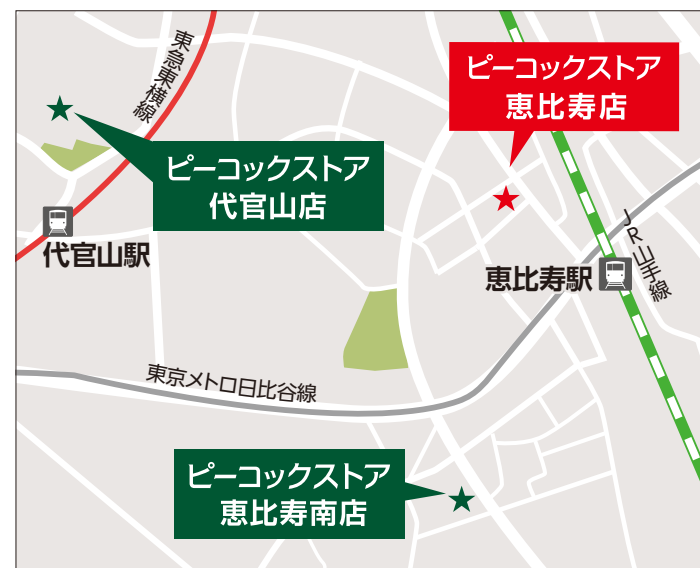 東急東横線
ピーコックストア
恵比寿店
ピーコックストア
代官山店
代官山駅
JR山手線
恵比寿駅
東京メトロ日比谷線
ピーコックストア
恵比寿南店